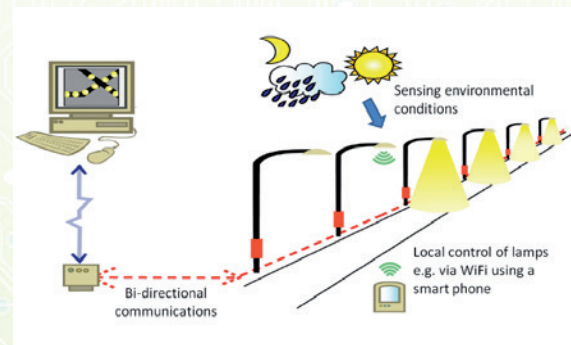 Sensing environmental
conditions
Local control of lamps
e.g. via WiFi using a
smart phone
Bi-directional
communications